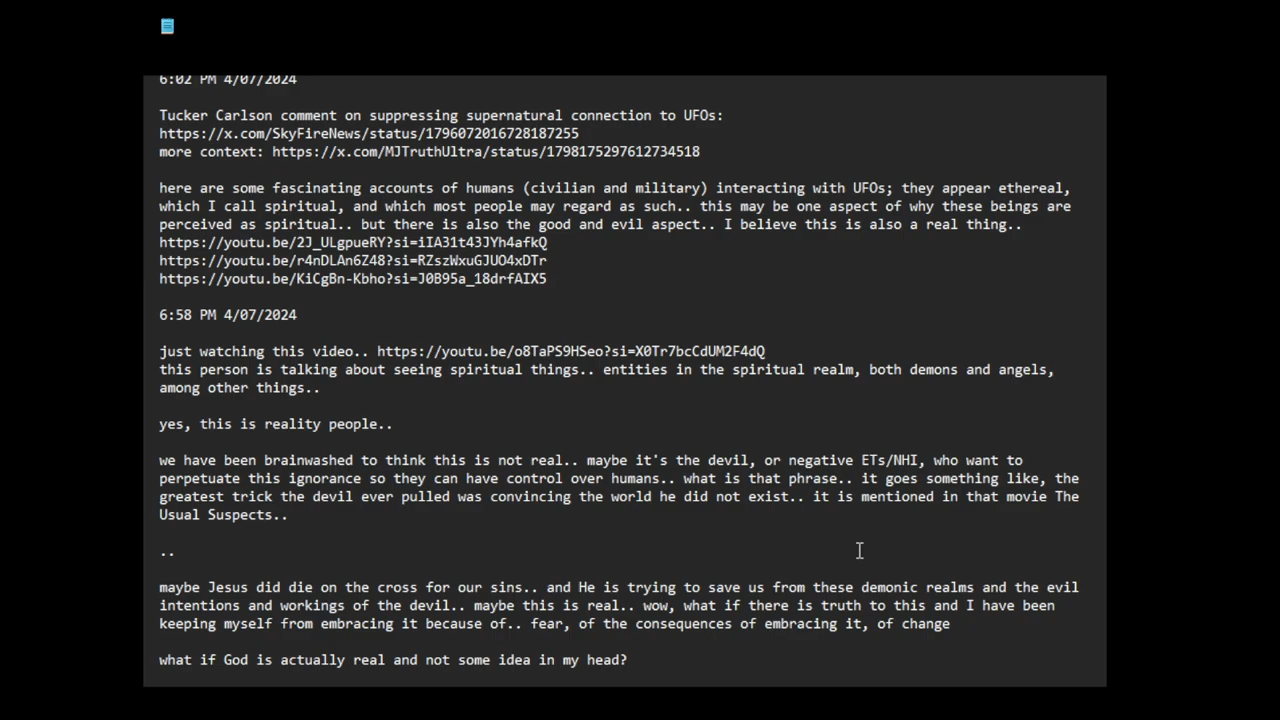 6:02 PM 4/07/2024
Tucker Carlson comment on suppressing supernatural connection to UFOs:
https://x.com/SkyFireNews/status/1796072016728187255
more context: https://x.com/MJTruthUltra/status/1798175297612734518
here are some fascinating accounts of humans (civilian and military) interacting with UFOs; they appear ethereal,
which I call spiritual, and which most people may regard as such.. this may be one aspect of why these beings are
perceived as spiritual.. but there is also the good and evil aspect.. I believe this is also a real thing..
https://youtu.be/2J_ULgpueRY?si=iIA31t43JYh4afkQ
https://youtu.be/r4nDLAn6Z48?si=RZszWxuGJUO4xDTr
https://youtu.be/KiCgBn-Kbho?si=J0B95a_18drfAIX5
6:58 PM 4/07/2024
just watching this video.. https://youtu.be/o8TaPS9HSeo?si=X0Tr7bcCdUM2F4dQ
this person is talking about seeing spiritual things.. entities in the spiritual realm, both demons and angels,
among other things..
yes, this is reality people..
we have been brainwashed to think this is not real.. maybe it's the devil, or negative ETs/NHI, who want to
perpetuate this ignorance so they can have control over humans.. what is that phrase.. it goes something like, the
greatest trick the devil ever pulled was convincing the world he did not exist.. it is mentioned in that movie The
Usual Suspects..
..
maybe Jesus did die on the cross for our sins.. and He is trying to save us from these demonic realms and the evil
intentions and workings of the devil.. maybe this is real.. wow, what if there is truth to this and I have been
keeping myself from embracing it because of.. fear, of the consequences of embracing it, of change
what if God is actually real and not some idea in my head?